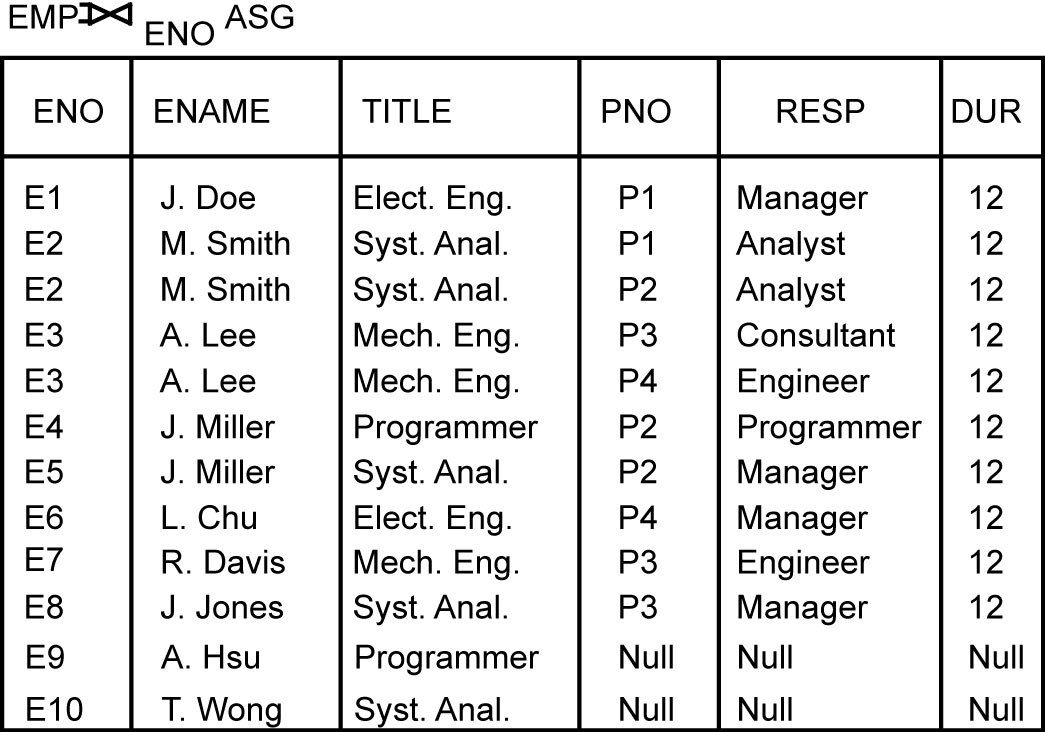 EMP⟕ ENO ASG
ENO ENAME TITLE PNO RESP DUR
E1 J. Doe Elect. Eng. P1 Manager 12
E2 M. Smith Syst. Anal. P1 Analyst 12
E2 M. Smith Syst. Anal. P2 Analyst 12
E3 A. Lee Mech. Eng. P3 Consultant 12
E3 A. Lee Mech. Eng. P4 Engineer 12
E4 J. Miller Programmer P2 Programmer 12
E5 J. Miller Syst. Anal. P2 Manager 12
E6 L. Chu Elect. Eng. P4 Manager 12
E7 R. Davis Mech. Eng. P3 Engineer 12
E8 J. Jones Syst. Anal. P3 Manager 12
E9 A. Hsu Programmer Null Null Null
E10 T. Wong Syst. Anal. Null Null Null